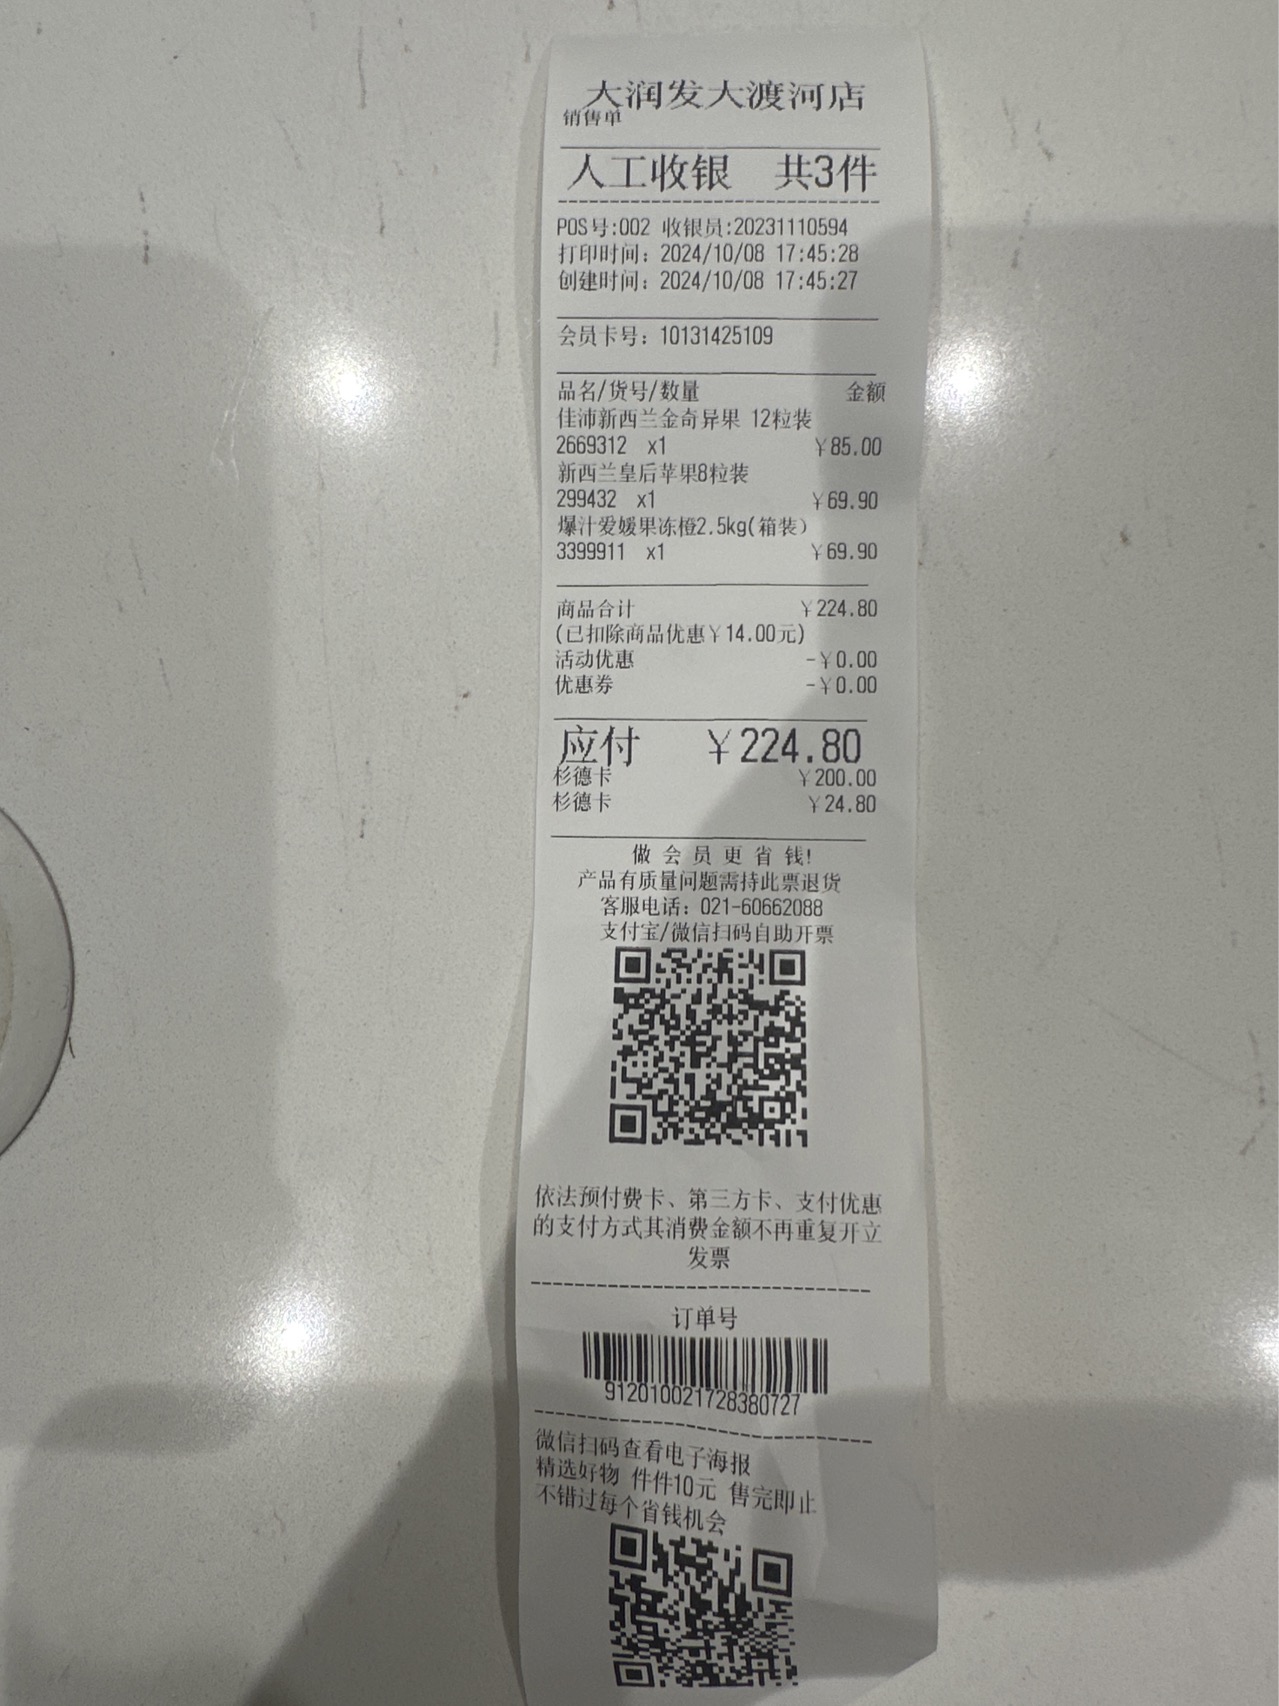 大润发大渡河店
销售单
人工收银 共3件
POS号:002 收银员:20231110594
打印时间：2024/10/08 17:45:28
创建时间：2024/10/08 17:45:27
会员卡号：10131425109
品名/货号/数量 金额
佳沛新西兰金奇异果 12粒装
2669312 x1 ￥85.00
新西兰皇后苹果8粒装
299432 x1 ￥69.90
爆汁爱媛果冻橙2.5kg(箱装）
3399911 x1 ￥69.90
商品合计 ￥224.80
(已扣除商品优惠￥14.00元)
活动优惠 -￥0.00
优惠券 -￥0.00
应付 ￥224.80
杉德卡 ￥200.00
杉德卡 ￥24.80
做 会 员 更 省 钱!
产品有质量问题需持此票退货
客服电话：021-60662088
支付宝/微信扫码自助开票
依法预付费卡、第三方卡、支付优惠
的支付方式其消费金额不再重复开立
发票
订单号
912010021728380727
微信扫码查看电子海报
精选好物 件件10元 售完即止
不错过每个省钱机会